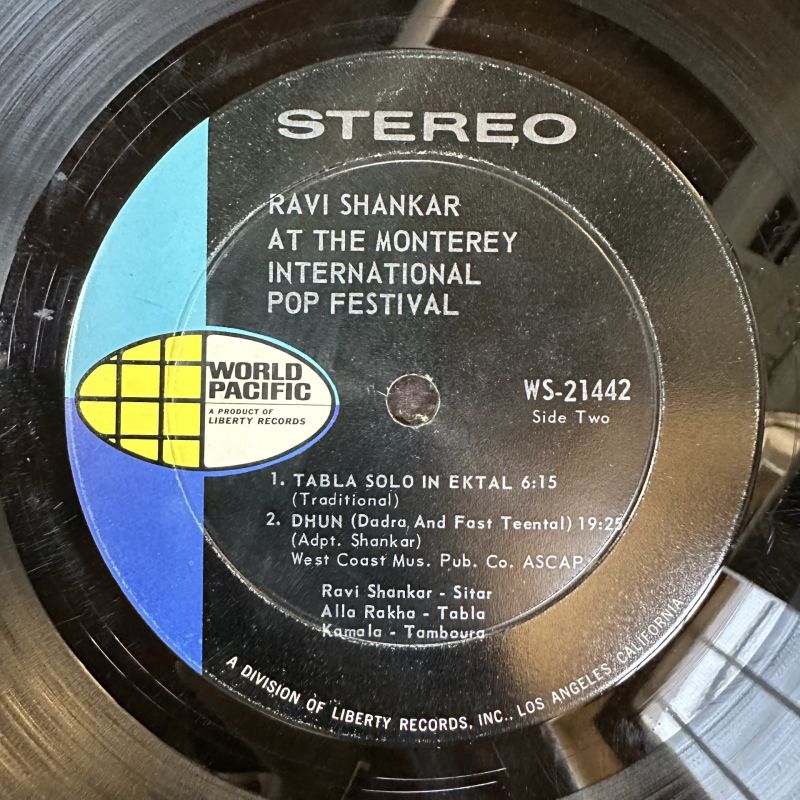 STEREO
RAVI SHANKAR
AT THE MONTEREY
INTERNATIONAL
POP FESTIVAL
WORLD
PACIFIC
A PRODUCT OF
LIBERTY RECORDS
WS-21442
Side Two
1. TABLA SOLO IN EKTAL 6:15
(Traditional)
2. DHUN (Dadra And Fast Teental) 19:25
(Adpt. Shankar)
West Coast Mus. Pub. Co. ASCAP
Ravi Shankar - Sitar
Alla Rakha - Tabla
Kamala - Tamboura
A DIVISION OF LIBERTY RECORDS, INC., LOS ANGELES, CALIFORNIA